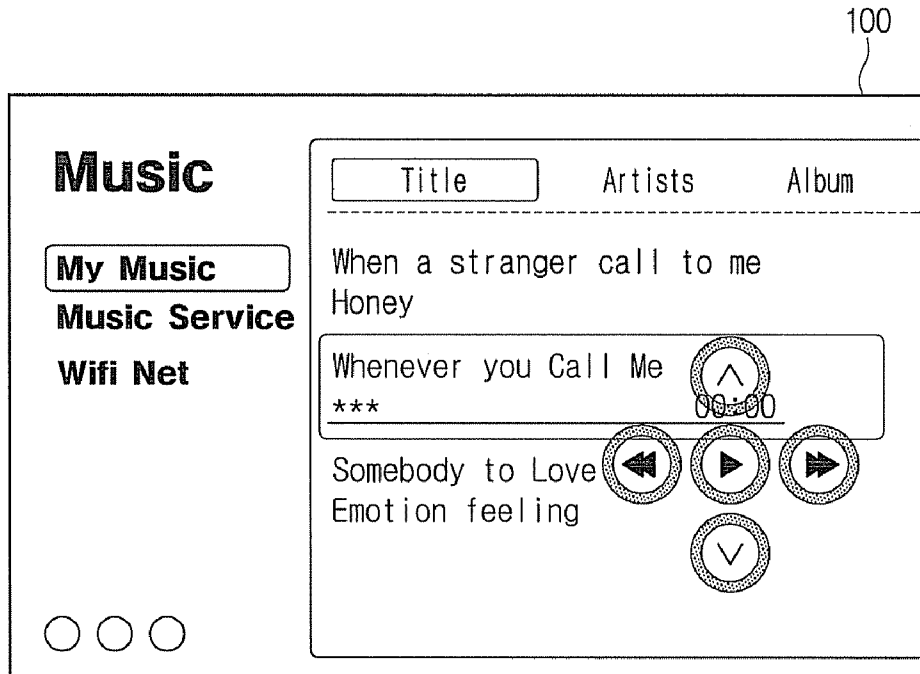 100
Music
My Music
Music Service
Wifi Net
Title Artists Album
When a stranger call to me
Honey
Whenever you Call Me
*** 00:00
Somebody to Love
Emotion feeling